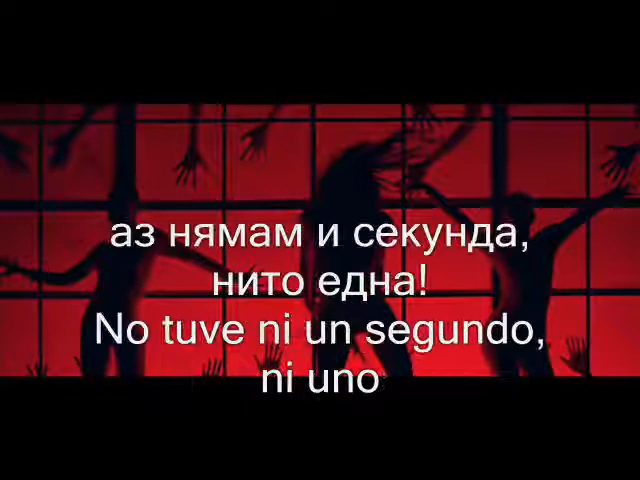 аз нямам и секунда,
нито една!
No tuve ni un segundo,
ni uno